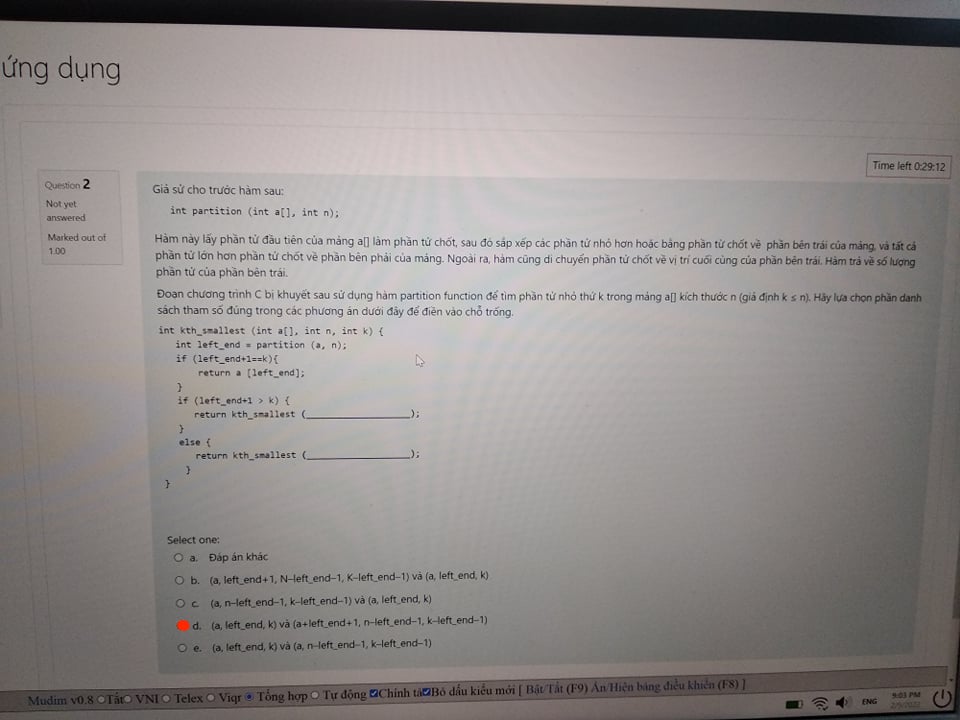 ứng dụng
Time left 0:29:12
Question 2
Not yet
answered
Marked out of
1.00
Giả sử cho trước hàm sau:
int partition (int a[], int n);
Hàm này lấy phần tử đầu tiên của mảng a[] làm phần tử chốt, sau đó sắp xếp các phần tử nhỏ hơn hoặc bằng phần tử chốt về phần bên trái của mảng, và tất cả
phần tử lớn hơn phần tử chốt về phần bên phải của mảng. Ngoài ra, hàm cũng di chuyển phần tử chốt về vị trí cuối cùng của phần bên trái. Hàm trả về số lượng
phần tử của phần bên trái.
Đoạn chương trình C bị khuyết sau sử dụng hàm partition function để tìm phần tử nhỏ thứ k trong mảng a[] kích thước n (giả định k ≤ n). Hãy lựa chọn phần danh
sách tham số đúng trong các phương án dưới đây để điền vào chỗ trống.
int kth_smallest (int a[], int n, int k) {
int left_end = partition (a, n);
if (left_end+1==k){
return a [left_end];
}
if (left_end+1 > k) {
return kth_smallest (____________________);
}
else {
return kth_smallest (____________________);
}
}
Select one:
a. Đáp án khác
b. (a, left_end+1, N–left_end–1, K–left_end–1) và (a, left_end, k)
c. (a, n–left_end–1, k–left_end–1) và (a, left_end, k)
d. (a, left_end, k) và (a+left_end+1, n–left_end–1, k–left_end–1)
e. (a, left_end, k) và (a, n–left_end–1, k–left_end–1)
Mudim v0.8 Tắt VNI Telex Viqr Tổng hợp Tự động Chính tả Bỏ dấu kiểu mới [ Bật/Tắt (F9) Ẩn/Hiện bảng điều khiển (F8) ]
ENG
9:03 PM
2/9/2022